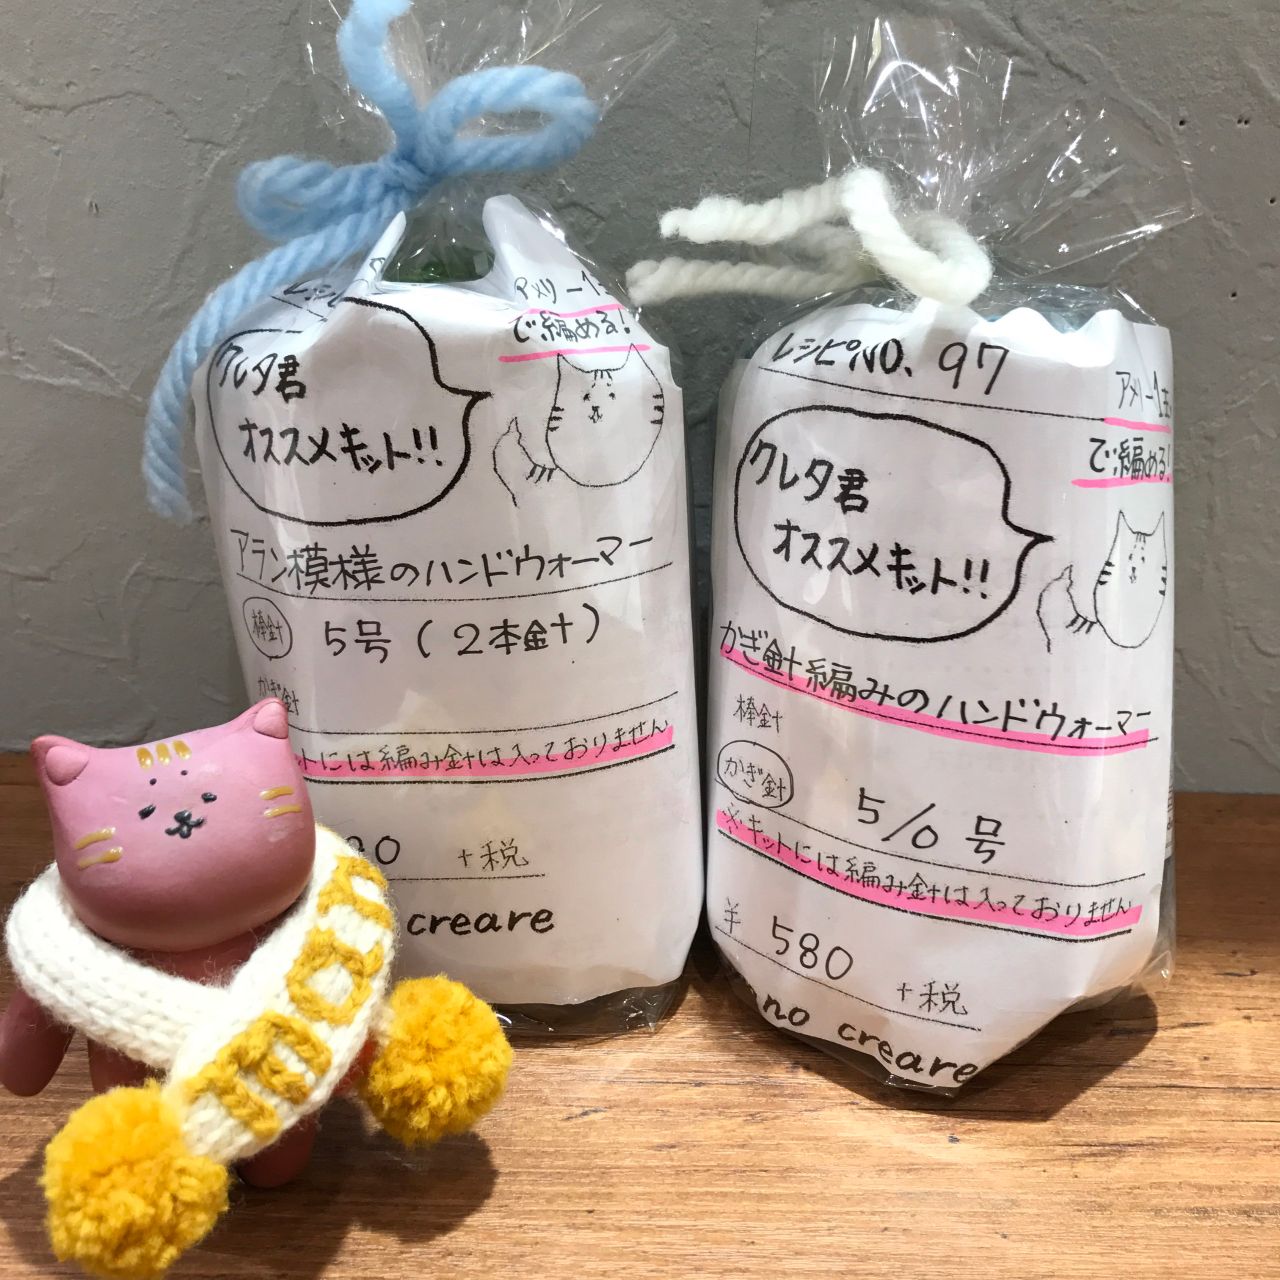 アメリー1
で編める!
クレタ君
オススメキット!!
アラン模様のハンドウォーマー
棒針
5号(2本針)
かぎ針
ットには編み針は入っておりません
80 +税
creare
レシピNO. 97
アメリー1玉
で編める!
クレタ君
オススメキット!!
かぎ針編みのハンドウォーマー
棒針
かぎ針
5/0号
※キットには編み針は入っておりません
¥ 580 +税
no creare